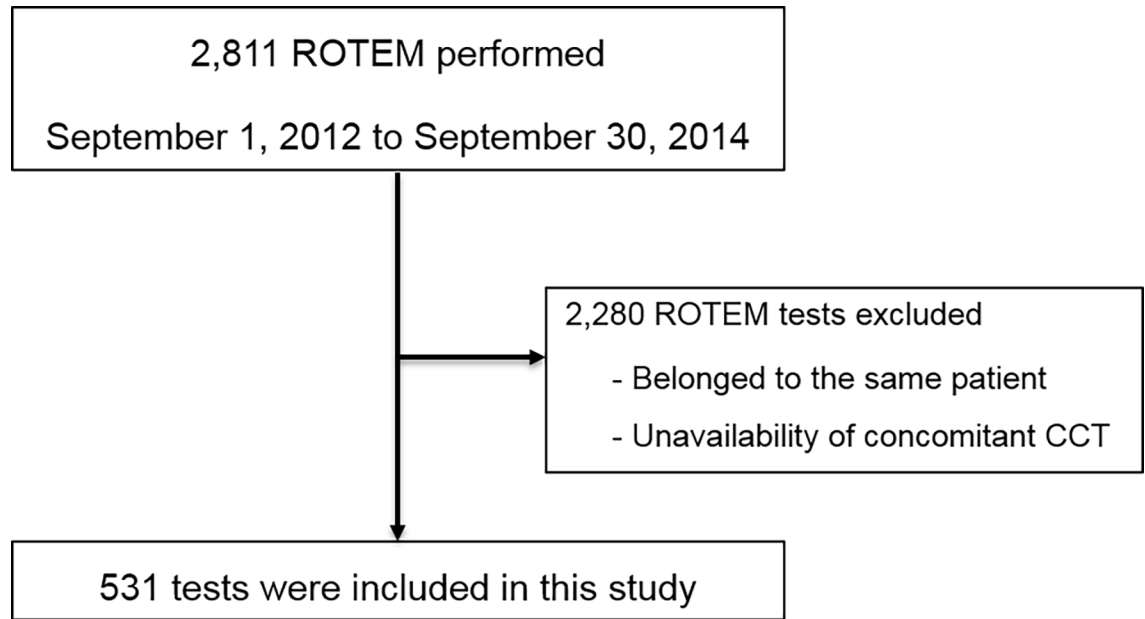 2,811 ROTEM performed
September 1, 2012 to September 30, 2014
2,280 ROTEM tests excluded
- Belonged to the same patient
- Unavailability of concomitant CCT
531 tests were included in this study